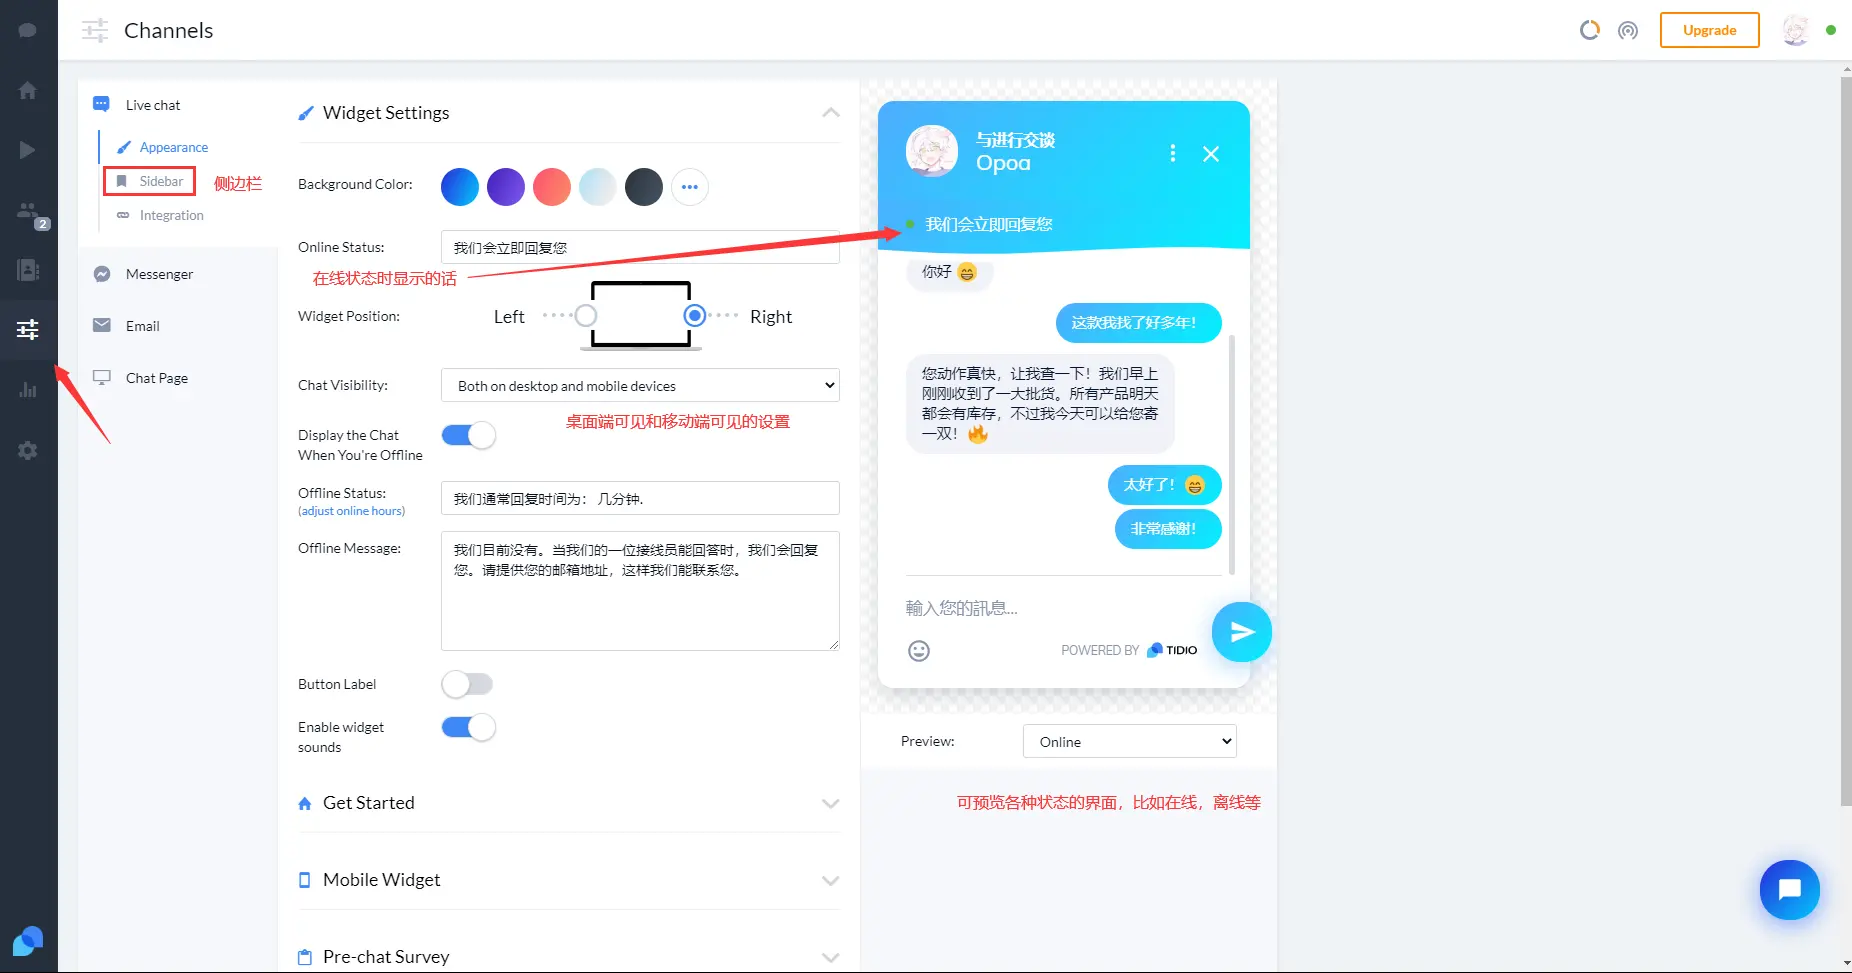 Channels
Upgrade
2
Live chat
Appearance
Sidebar
侧边栏
Integration
Messenger
Email
Chat Page
Widget Settings
Background Color:
Online Status:
我们会立即回复您
在线状态时显示的话
Widget Position:
Left
Right
Chat Visibility:
Both on desktop and mobile devices
桌面端可见和移动端可见的设置
Display the Chat
When You're Offline
Offline Status:
(adjust online hours)
我们通常回复时间为： 几分钟.
Offline Message:
我们目前没有。当我们的一位接线员能回答时，我们会回复
您。请提供您的邮箱地址，这样我们能联系您。
Button Label
Enable widget
sounds
Get Started
Mobile Widget
Pre-chat Survey
与进行交谈
Opoa
我们会立即回复您
你好 😄
这款我找了好多年！
您动作真快，让我查一下！我们早上
刚刚收到了一大批货。所有产品明天
都会有库存，不过我今天可以给您寄
一双！🔥
太好了！😄
非常感谢！
輸入您的訊息...
POWERED BY TIDIO
Preview:
Online
可预览各种状态的界面，比如在线，离线等